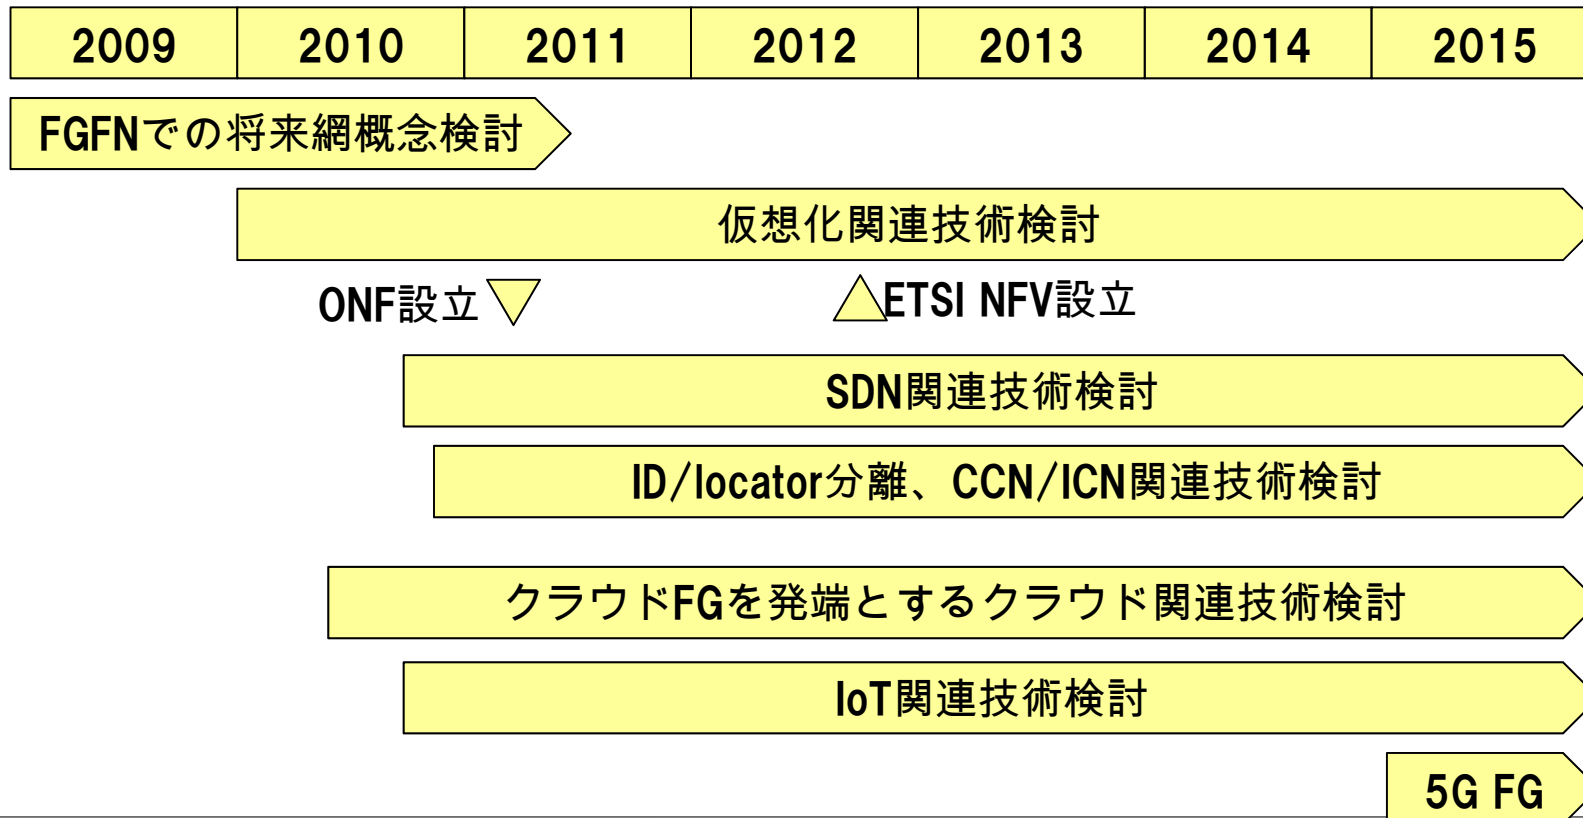 2009 2010 2011 2012 2013 2014 2015
FGFNでの将来網概念検討
仮想化関連技術検討
ONF設立 ETSI NFV設立
SDN関連技術検討
ID/locator分離、CCN/ICN関連技術検討
クラウドFGを発端とするクラウド関連技術検討
IoT関連技術検討
5G FG